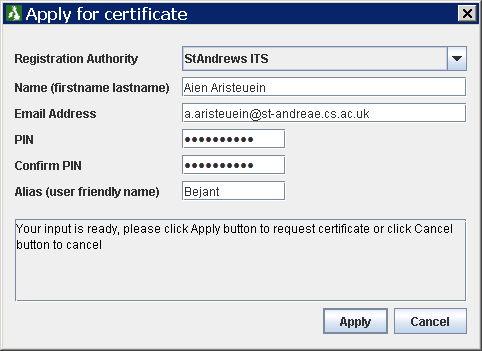 Apply for certificate
Registration Authority StAndrews ITS
Name (firstname lastname) Aien Aristeuein
Email Address a.aristeuein@st-andreae.cs.ac.uk
PIN ••••••••••
Confirm PIN ••••••••••
Alias (user friendly name) Bejant
Your input is ready, please click Apply button to request certificate or click Cancel
button to cancel
Apply Cancel